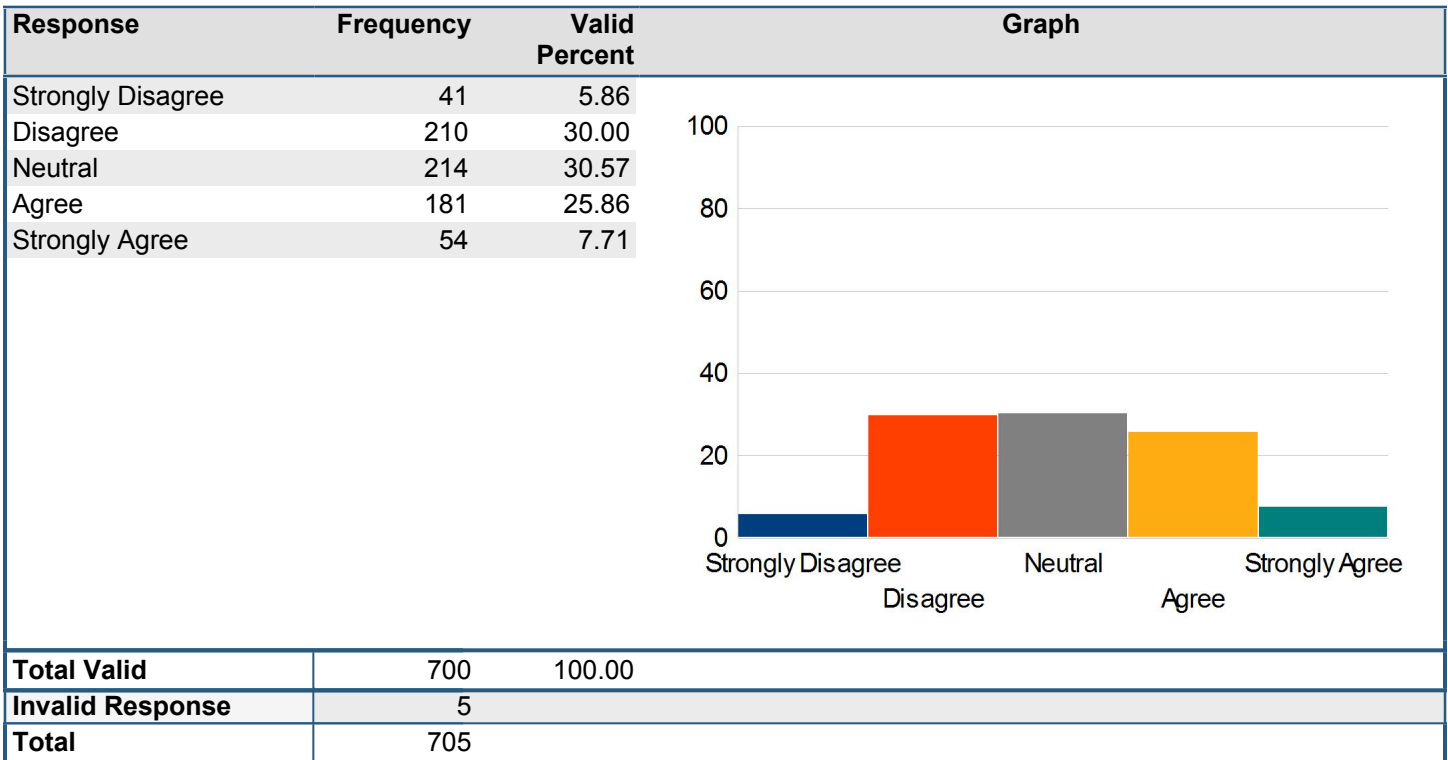 Response Frequency Valid Percent Graph
Strongly Disagree 41 5.86
Disagree 210 30.00
Neutral 214 30.57
Agree 181 25.86
Strongly Agree 54 7.71
100
80
60
40
20
0
Strongly Disagree Neutral Strongly Agree
Disagree Agree
Total Valid 700 100.00
Invalid Response 5
Total 705